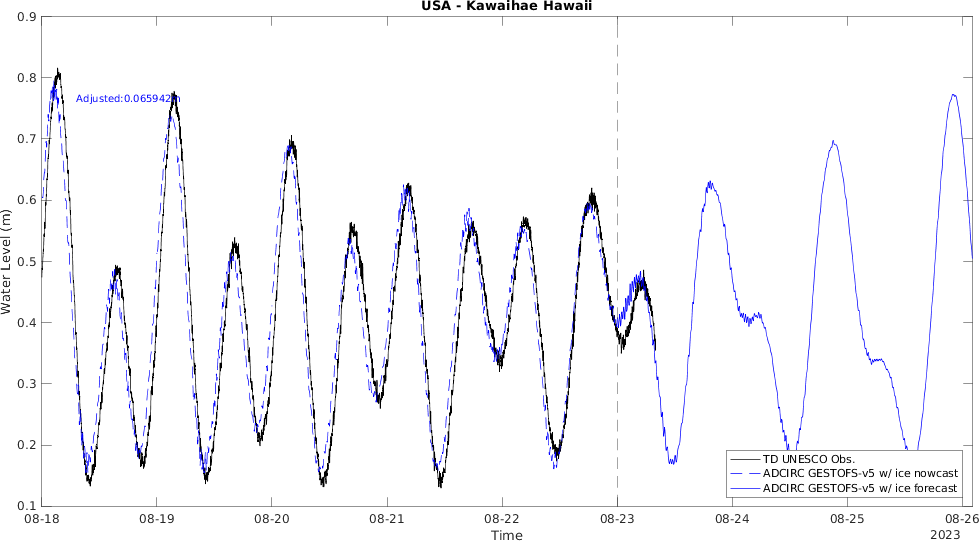 USA - Kawaihae Hawaii
0.9
0.8
0.7
0.6
0.5
0.4
0.3
0.2
0.1
Water Level (m)
Adjusted:0.065942
TD UNESCO Obs.
ADCIRC GESTOFS-v5 w/ ice nowcast
ADCIRC GESTOFS-v5 w/ ice forecast
08-18 08-19 08-20 08-21 08-22 08-23 08-24 08-25 08-26
Time
2023